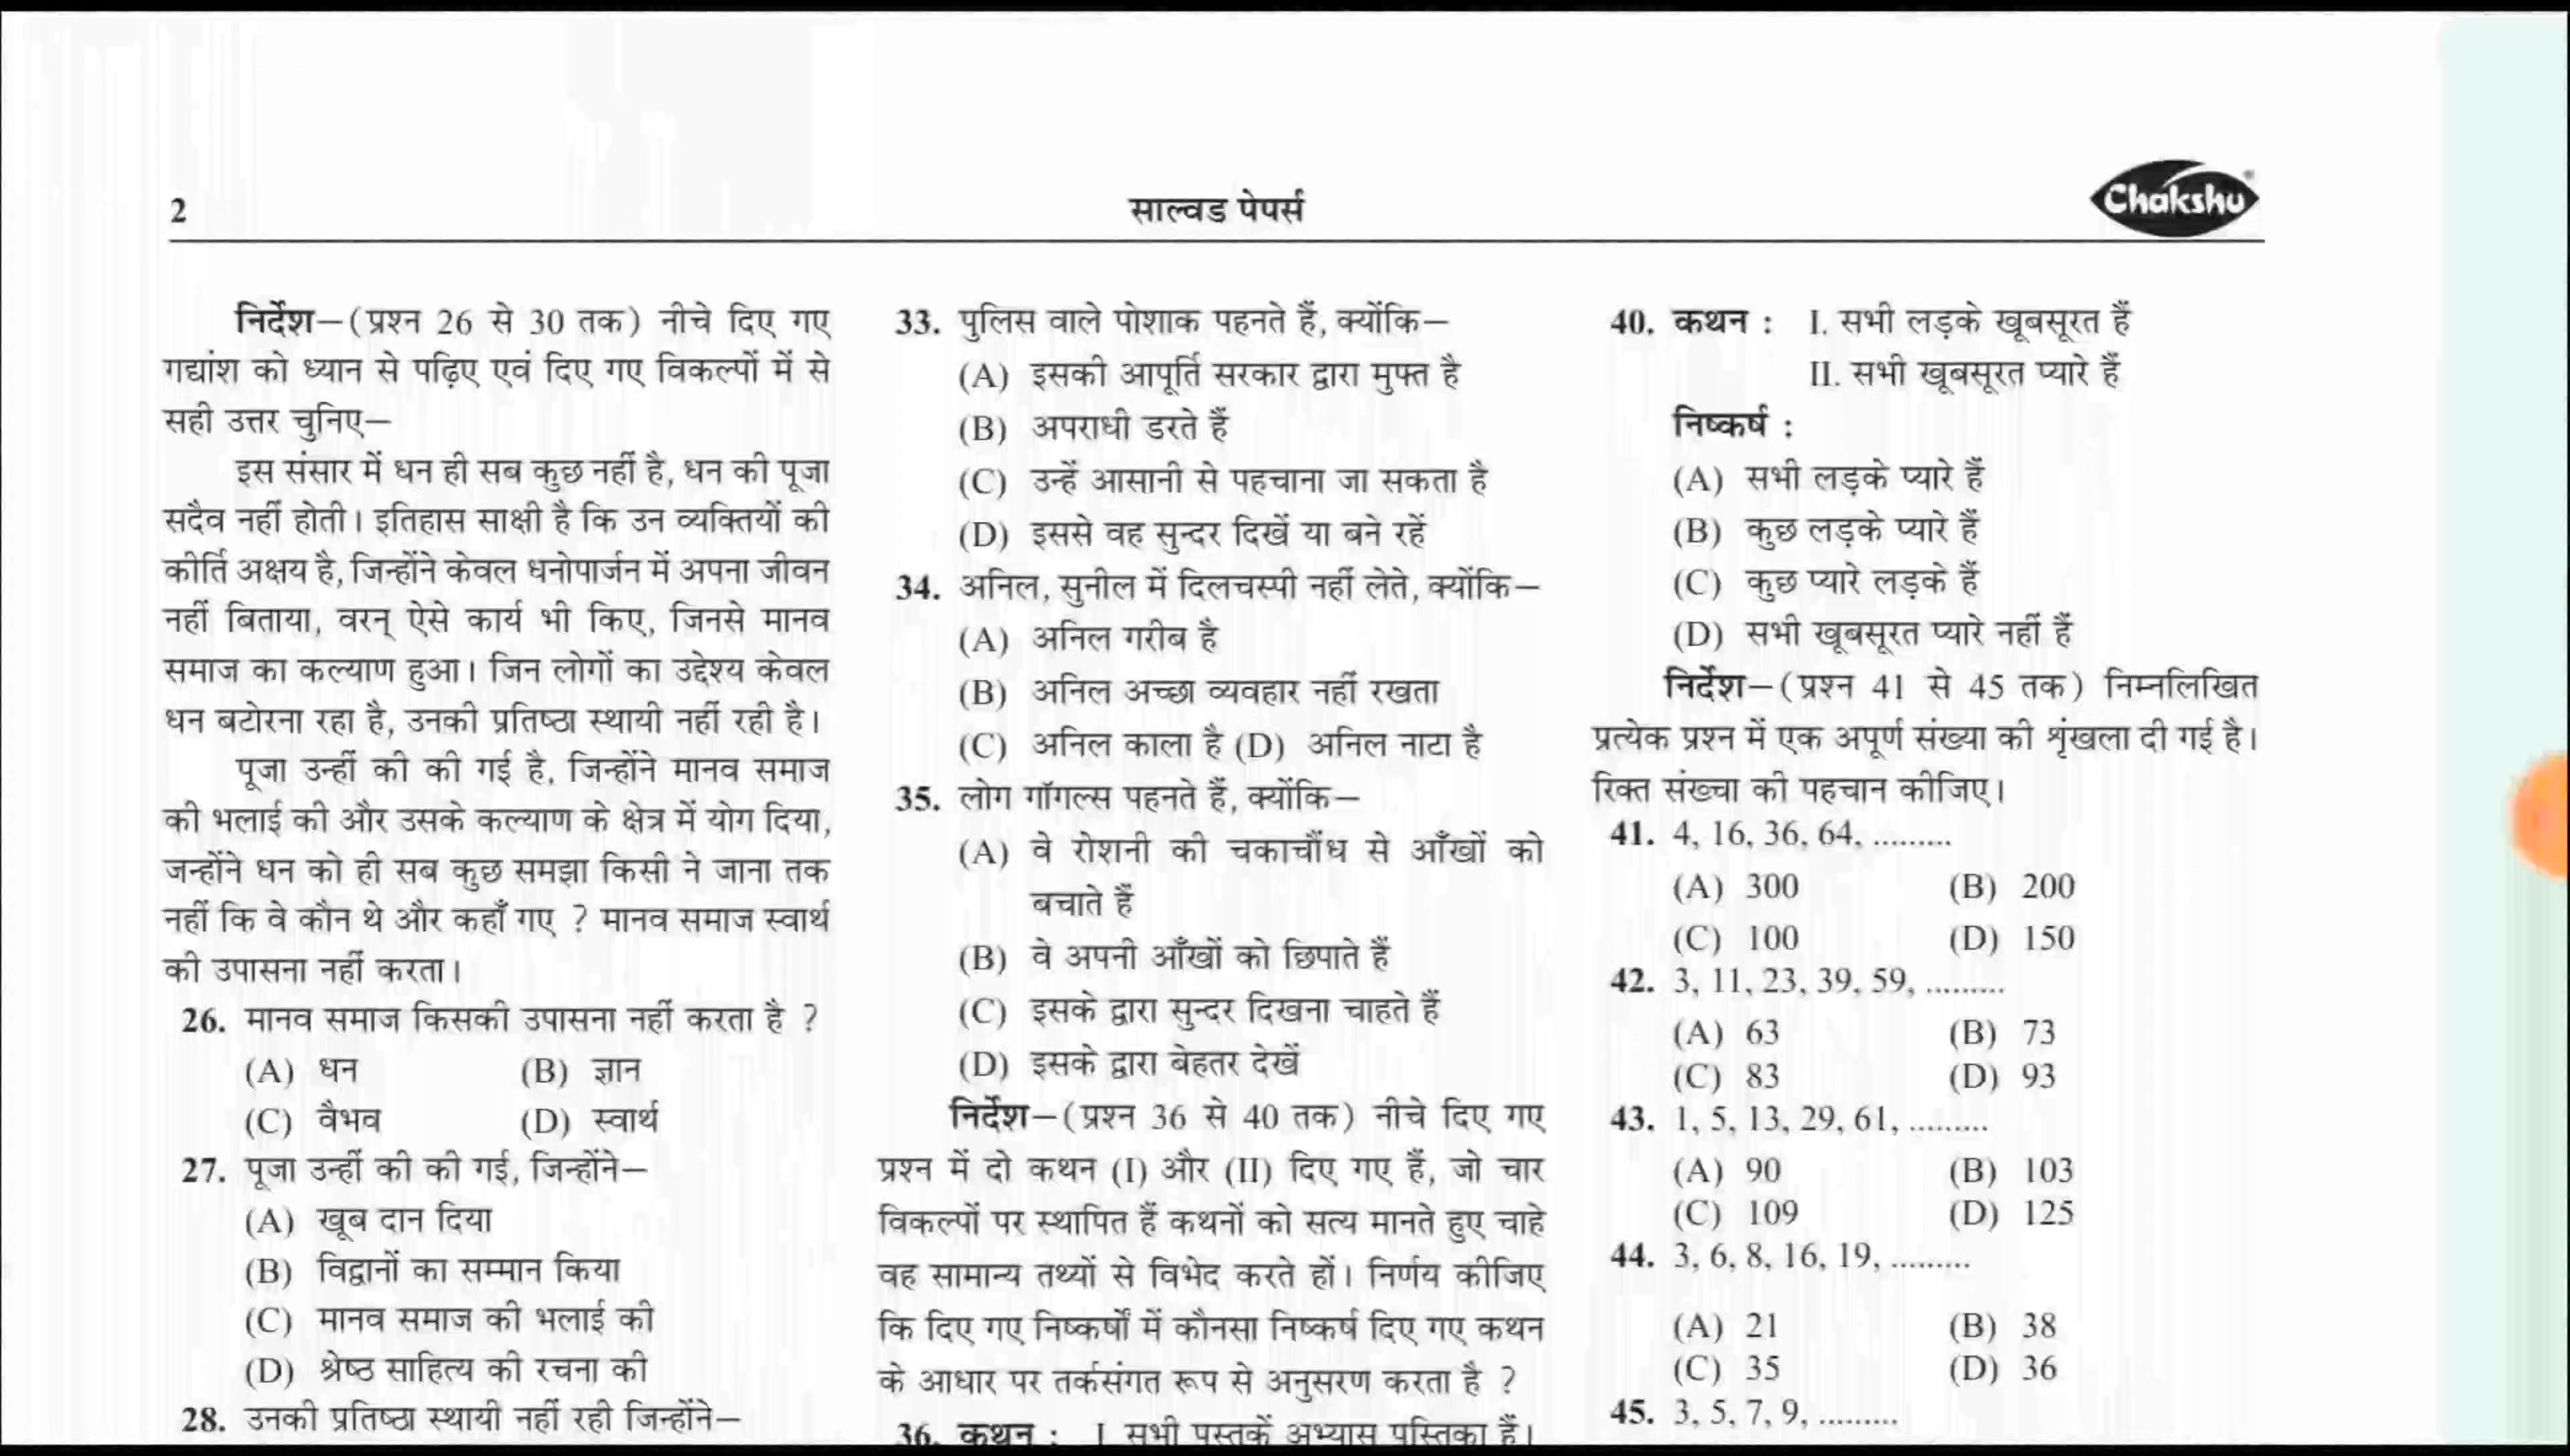 2
साल्वड पेपर्स
Chakshu
निर्देश—(प्रश्न 26 से 30 तक) नीचे दिए गए
गद्यांश को ध्यान से पढ़िए एवं दिए गए विकल्पों में से
सही उत्तर चुनिए—
इस संसार में धन ही सब कुछ नहीं है, धन की पूजा
सदैव नहीं होती। इतिहास साक्षी है कि उन व्यक्तियों की
कीर्ति अक्षय है, जिन्होंने केवल धनोपार्जन में अपना जीवन
नहीं बिताया, वरन् ऐसे कार्य भी किए, जिनसे मानव
समाज का कल्याण हुआ। जिन लोगों का उद्देश्य केवल
धन बटोरना रहा है, उनकी प्रतिष्ठा स्थायी नहीं रही है।
पूजा उन्हीं की की गई है, जिन्होंने मानव समाज
की भलाई की और उसके कल्याण के क्षेत्र में योग दिया,
जन्होंने धन को ही सब कुछ समझा किसी ने जाना तक
नहीं कि वे कौन थे और कहाँ गए ? मानव समाज स्वार्थ
की उपासना नहीं करता।
26. मानव समाज किसकी उपासना नहीं करता है ?
(A) धन (B) ज्ञान
(C) वैभव (D) स्वार्थ
27. पूजा उन्हीं की की गई, जिन्होंने—
(A) खूब दान दिया
(B) विद्वानों का सम्मान किया
(C) मानव समाज की भलाई की
(D) श्रेष्ठ साहित्य की रचना की
28. उनकी प्रतिष्ठा स्थायी नहीं रही जिन्होंने—
33. पुलिस वाले पोशाक पहनते हैं, क्योंकि—
(A) इसकी आपूर्ति सरकार द्वारा मुफ्त है
(B) अपराधी डरते हैं
(C) उन्हें आसानी से पहचाना जा सकता है
(D) इससे वह सुन्दर दिखें या बने रहें
34. अनिल, सुनील में दिलचस्पी नहीं लेते, क्योंकि—
(A) अनिल गरीब है
(B) अनिल अच्छा व्यवहार नहीं रखता
(C) अनिल काला है (D) अनिल नाटा है
35. लोग गॉगल्स पहनते हैं, क्योंकि—
(A) वे रोशनी की चकाचौंध से आँखों को
बचाते हैं
(B) वे अपनी आँखों को छिपाते हैं
(C) इसके द्वारा सुन्दर दिखना चाहते हैं
(D) इसके द्वारा बेहतर देखें
निर्देश—(प्रश्न 36 से 40 तक) नीचे दिए गए
प्रश्न में दो कथन (I) और (II) दिए गए हैं, जो चार
विकल्पों पर स्थापित हैं कथनों को सत्य मानते हुए चाहे
वह सामान्य तथ्यों से विभेद करते हों। निर्णय कीजिए
कि दिए गए निष्कर्षों में कौनसा निष्कर्ष दिए गए कथन
के आधार पर तर्कसंगत रूप से अनुसरण करता है ?
36. कथन : I सभी पुस्तकें अभ्यास पुस्तिका हैं।
40. कथन : I. सभी लड़के खूबसूरत हैं
II. सभी खूबसूरत प्यारे हैं
निष्कर्ष :
(A) सभी लड़के प्यारे हैं
(B) कुछ लड़के प्यारे हैं
(C) कुछ प्यारे लड़के हैं
(D) सभी खूबसूरत प्यारे नहीं हैं
निर्देश—(प्रश्न 41 से 45 तक) निम्नलिखित
प्रत्येक प्रश्न में एक अपूर्ण संख्या की शृंखला दी गई है।
रिक्त संख्चा की पहचान कीजिए।
41. 4, 16, 36, 64, .........
(A) 300 (B) 200
(C) 100 (D) 150
42. 3, 11, 23, 39, 59, .........
(A) 63 (B) 73
(C) 83 (D) 93
43. 1, 5, 13, 29, 61, .........
(A) 90 (B) 103
(C) 109 (D) 125
44. 3, 6, 8, 16, 19, .........
(A) 21 (B) 38
(C) 35 (D) 36
45. 3, 5, 7, 9, .........